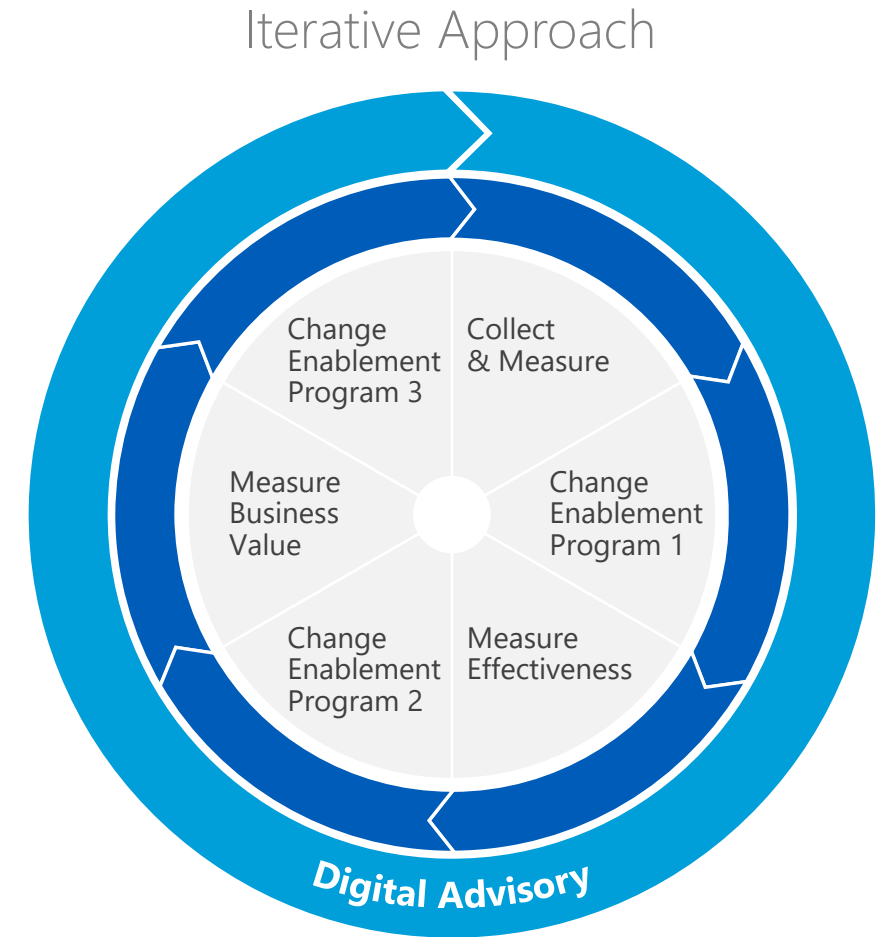 Iterative Approach
Change
Enablement
Program 3
Collect
& Measure
Measure
Business
Value
Change
Enablement
Program 1
Change
Enablement
Program 2
Measure
Effectiveness
Digital Advisory